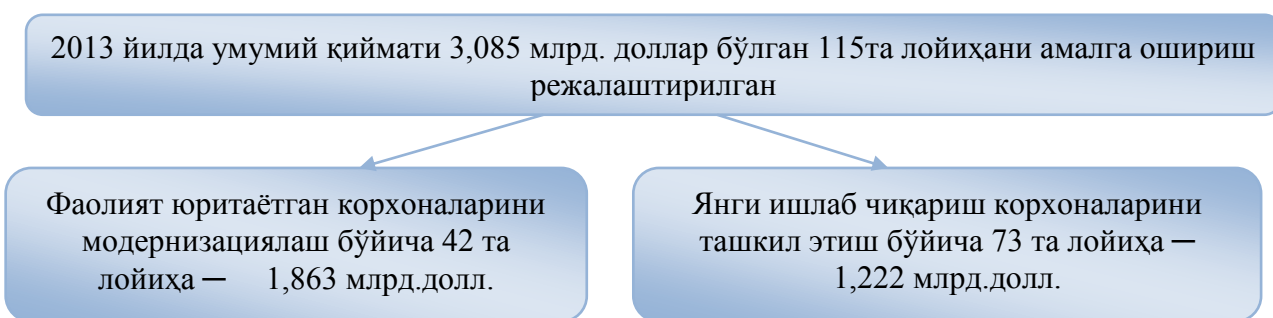 2013 йилда умумий қиймати 3,085 млрд. доллар бўлган 115та лойиҳани амалга ошириш
режалаштирилган
Фаолият юритаётган корхоналарини
модернизациялаш бўйича 42 та
лойиҳа ─ 1,863 млрд.долл.
Янги ишлаб чиқариш корхоналарини
ташкил этиш бўйича 73 та лойиҳа ─
1,222 млрд.долл.